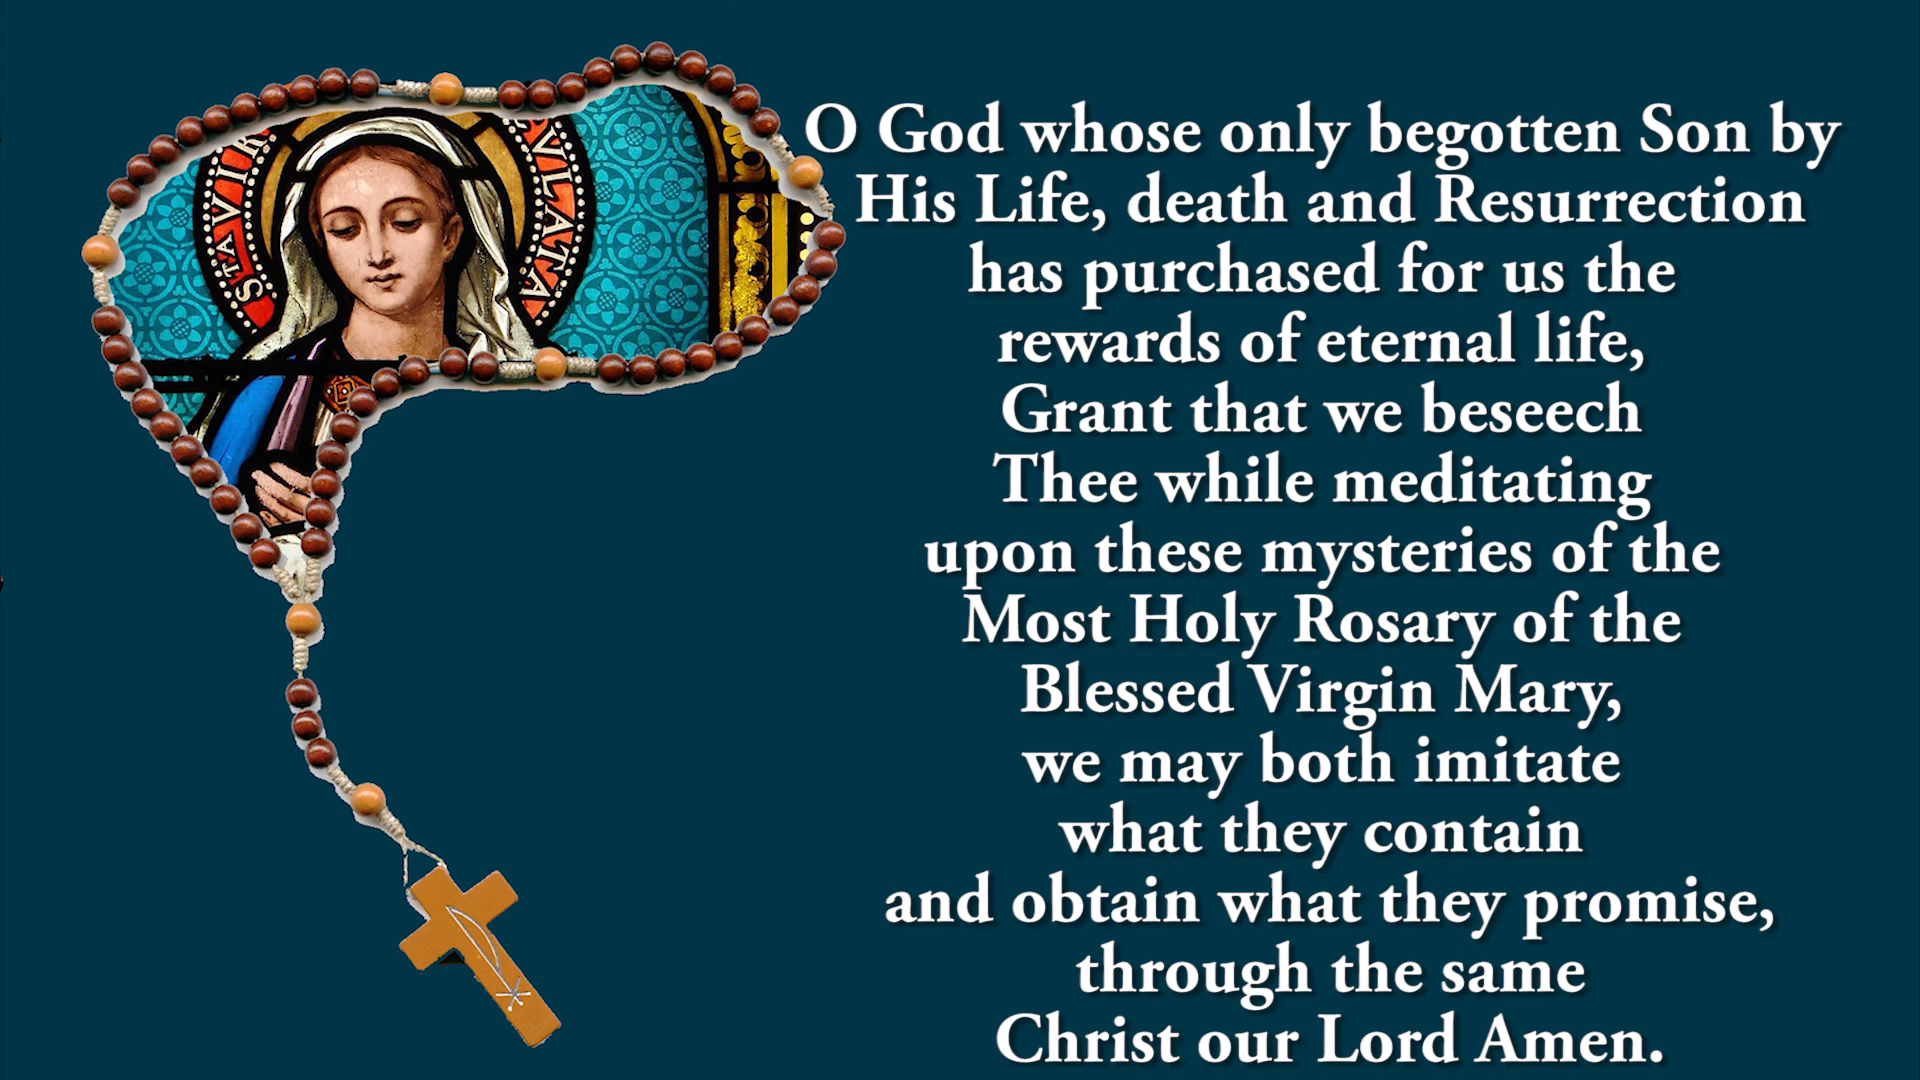 STA VIR
VLATA
O God whose only begotten Son by
His Life, death and Resurrection
has purchased for us the
rewards of eternal life,
Grant that we beseech
Thee while meditating
upon these mysteries of the
Most Holy Rosary of the
Blessed Virgin Mary,
we may both imitate
what they contain
and obtain what they promise,
through the same
Christ our Lord Amen.